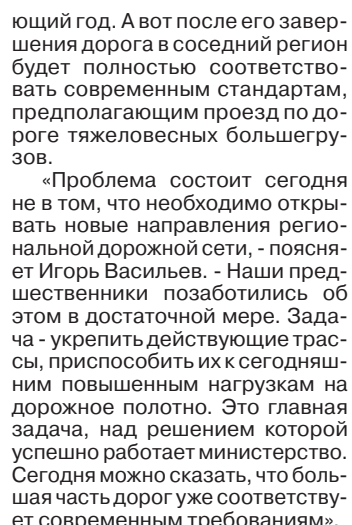 ющий год. А вот после его завер-
шения дорога в соседний регион
будет полностью соответство-
вать современным стандартам,
предполагающим проезд по до-
роге тяжеловесных большегру-
зов.
«Проблема состоит сегодня
не в том, что необходимо откры-
вать новые направления регио-
нальной дорожной сети, - поясня-
ет Игорь Васильев. - Наши пред-
шественники позаботились об
этом в достаточной мере. Зада-
ча - укрепить действующие трас-
сы, приспособить их к сегодняш-
ним повышенным нагрузкам на
дорожное полотно. Это главная
задача, над решением которой
успешно работает министерство.
Сегодня можно сказать, что боль-
шая часть дорог уже соответству-
ет современным требованиям».